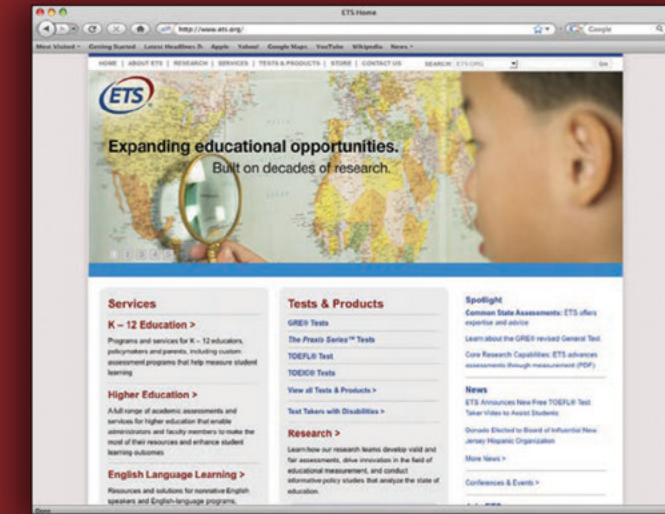 ETS Home
http://www.ets.org/
Google
Most Visited Getting Started Latest Headlines Apple Yahoo! Google Maps YouTube Wikipedia News
HOME | ABOUT ETS | RESEARCH | SERVICES | TESTS & PRODUCTS | STORE | CONTACT US SEARCH ETS.ORG Go
ETS
Expanding educational opportunities.
Built on decades of research.
1 2 3 4 5
Services
K – 12 Education >
Programs and services for K – 12 educators,
policymakers and parents, including custom
assessment programs that help measure student
learning
Higher Education >
A full range of academic assessments and
services for higher education that enable
administrators and faculty members to make the
most of their resources and enhance student
learning outcomes
English Language Learning >
Resources and solutions for nonnative English
speakers and English-language programs,
Tests & Products
GRE® Tests
The Praxis Series™ Tests
TOEFL® Test
TOEIC® Tests
View all Tests & Products >
Test Takers with Disabilities >
Research >
Learn how our research teams develop valid and
fair assessments, drive innovation in the field of
educational measurement, and conduct
informative policy studies that analyze the state of
education.
Spotlight
Common State Assessments: ETS offers
expertise and advice
Learn about the GRE® revised General Test
Core Research Capabilities: ETS advances
assessments through measurement (PDF)
News
ETS Announces New Free TOEFL® Test
Taker Video to Assist Students
Donado Elected to Board of Influential New
Jersey Hispanic Organization
More News >
Conferences & Events >
Done